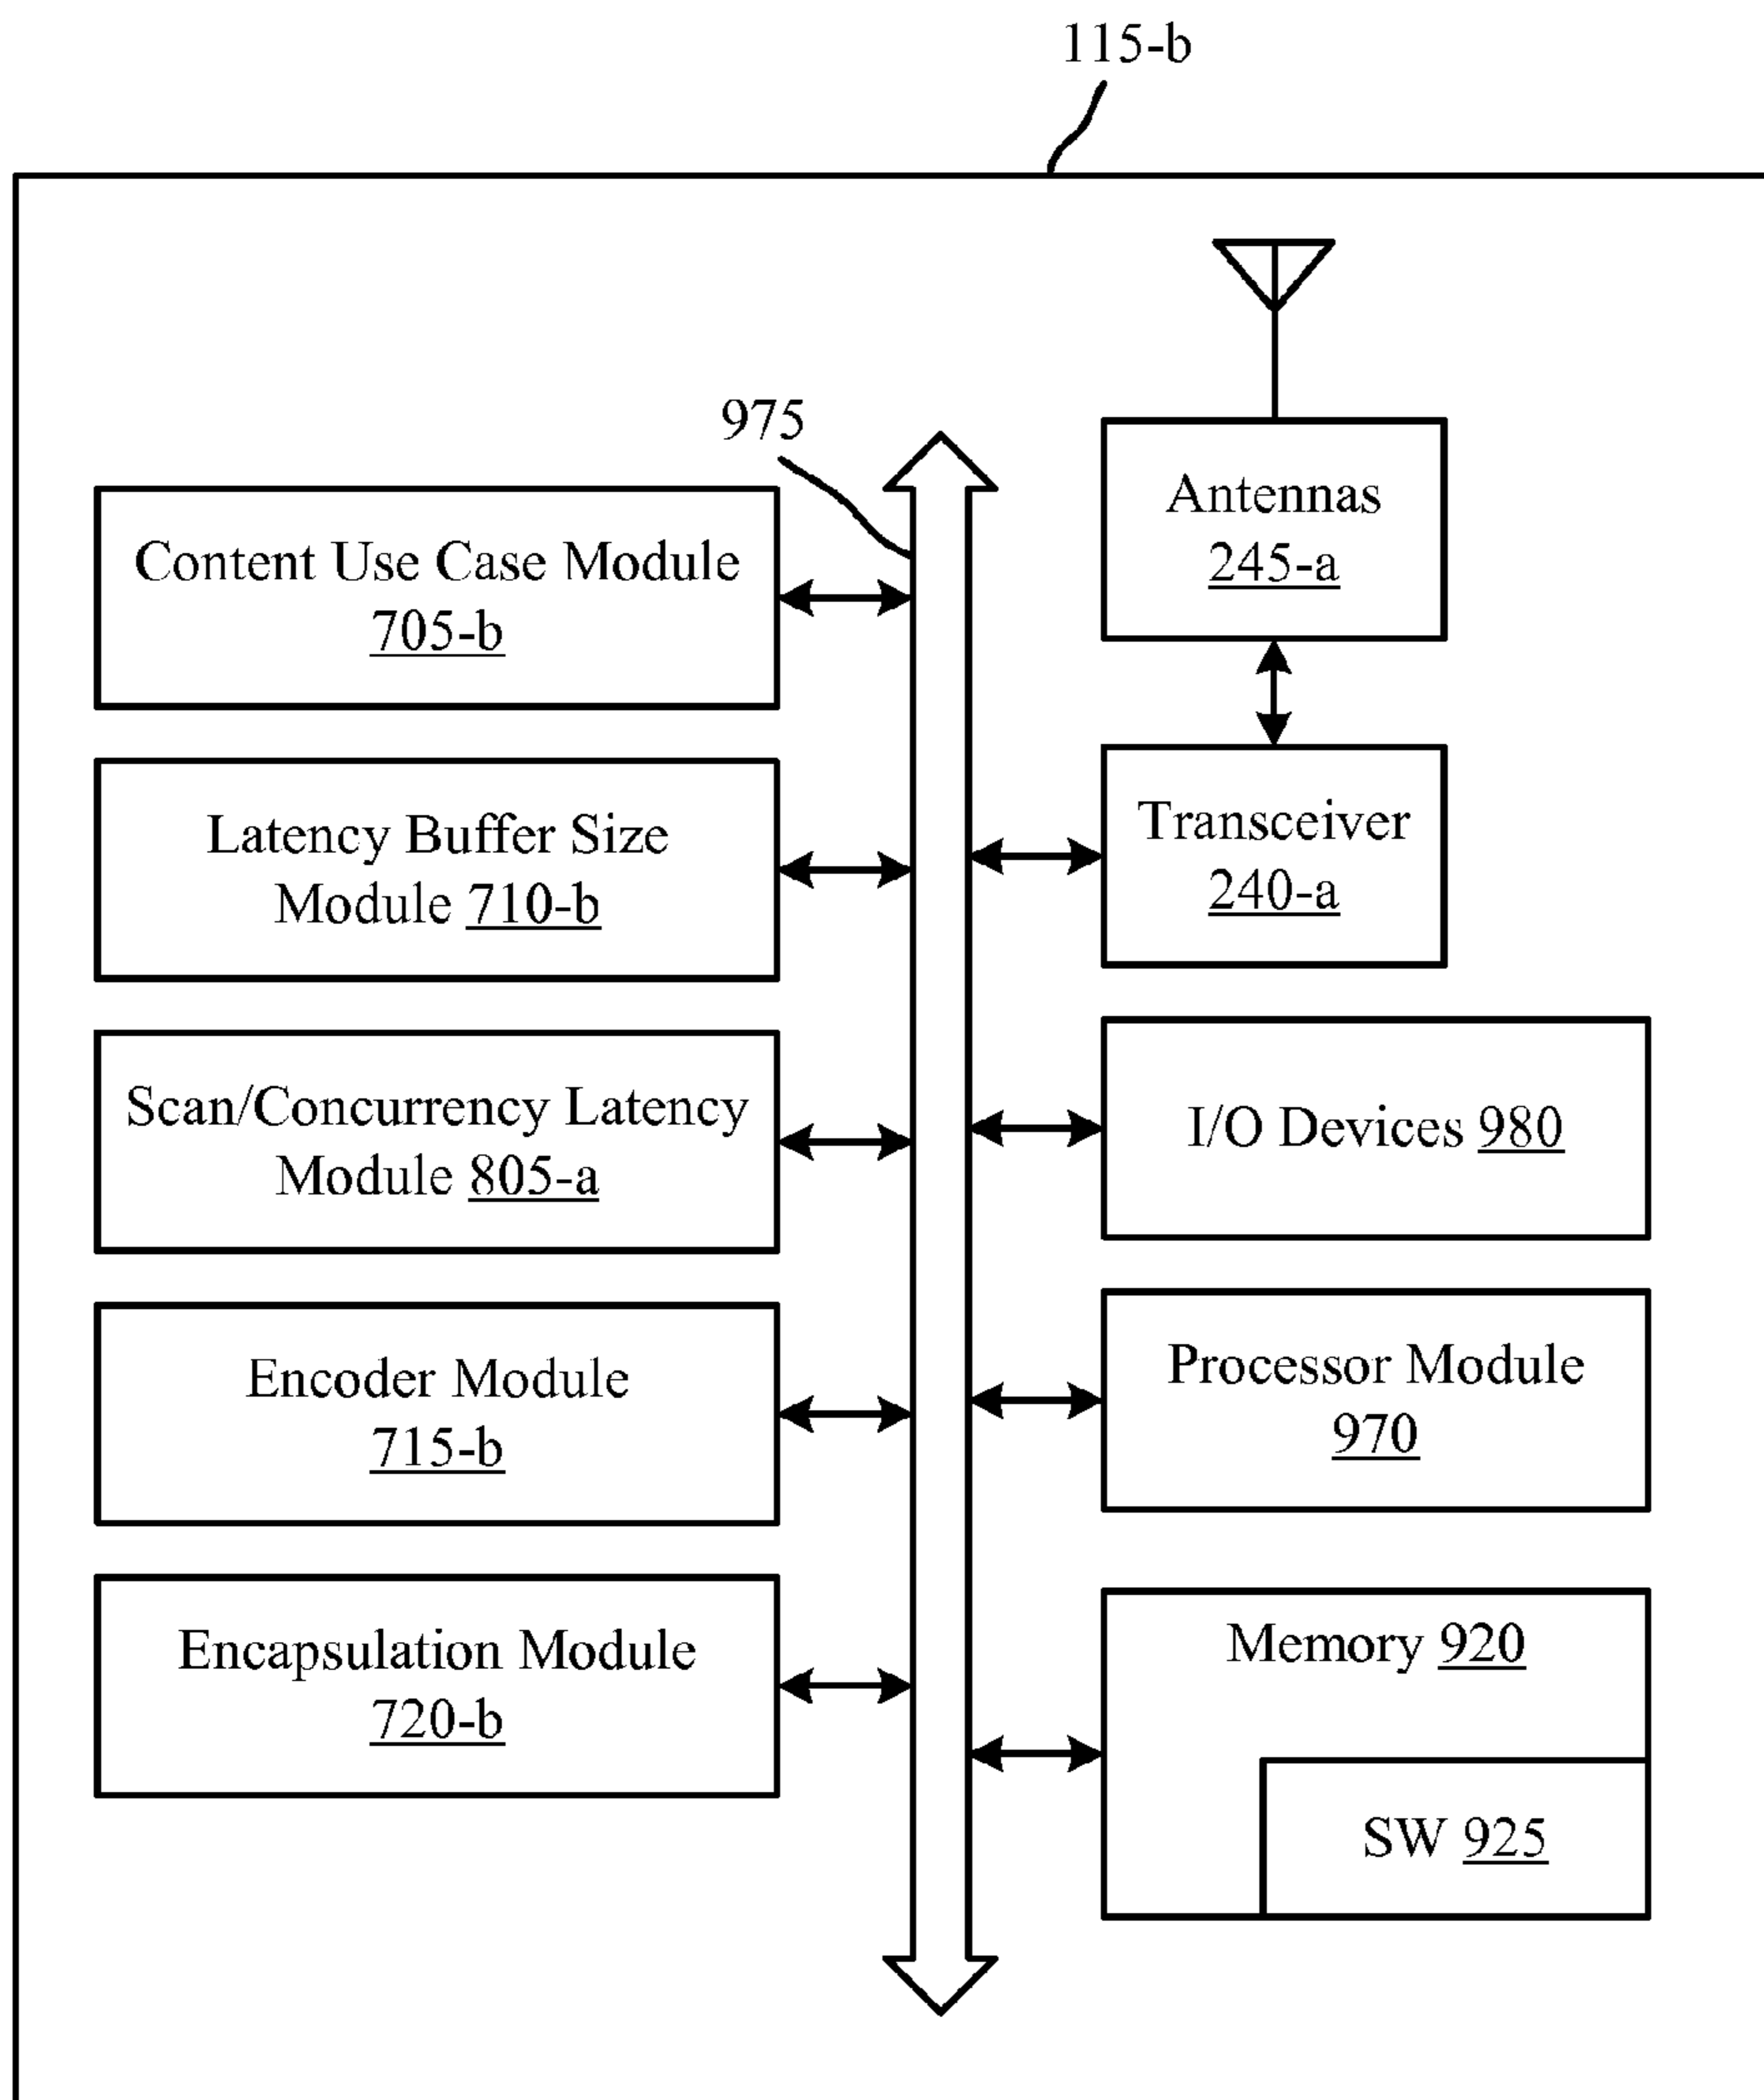 115-b
975
Content Use Case Module
705-b
Latency Buffer Size
Module 710-b
Scan/Concurrency Latency
Module 805-a
Encoder Module
715-b
Encapsulation Module
720-b
Antennas
245-a
Transceiver
240-a
I/O Devices 980
Processor Module
970
Memory 920
SW 925